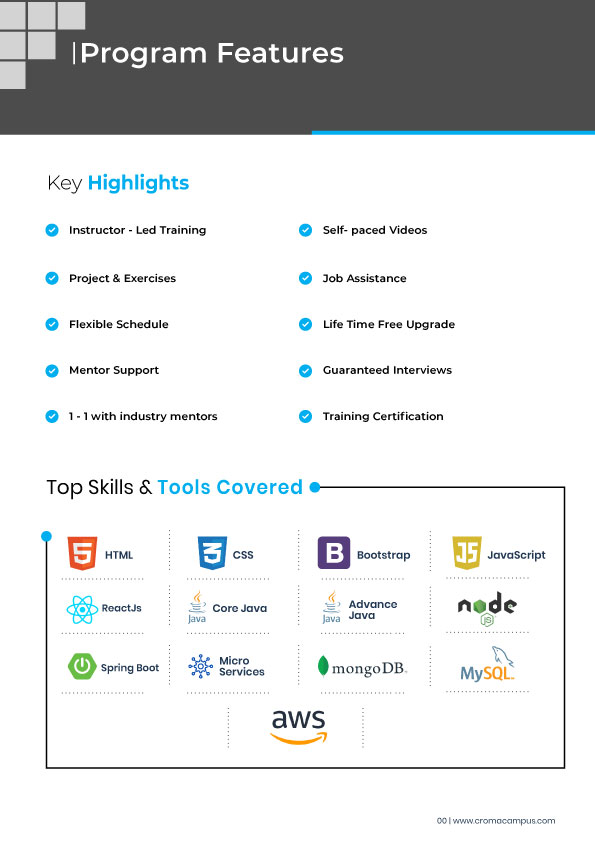 Program Features
Key Highlights
Instructor - Led Training
Self- paced Videos
Project & Exercises
Job Assistance
Flexible Schedule
Life Time Free Upgrade
Mentor Support
Guaranteed Interviews
1 - 1 with industry mentors
Training Certification
Top Skills & Tools Covered
5 HTML
3 CSS
B Bootstrap
JS JavaScript
ReactJs
Java Core Java
Java Advance
Java
node
JS
Spring Boot
Micro
Services
mongoDB
MySQL
aws
00 | www.cromacampus.com